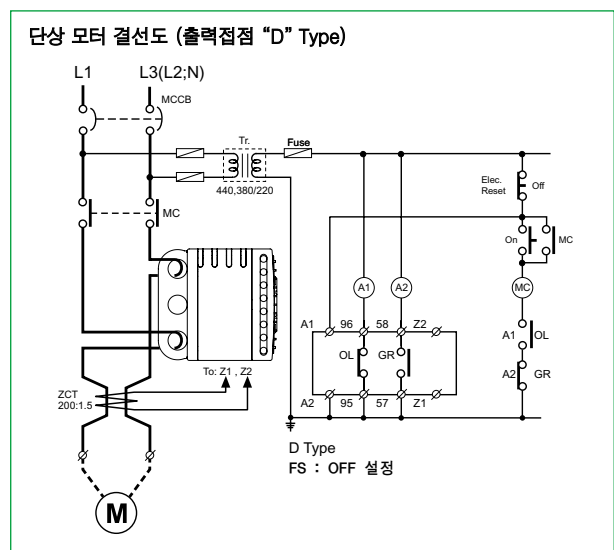 단상 모터 결선도 (출력접점 “D” Type)
L1 L3(L2;N)
MCCB
Tr. Fuse
440,380/220
Elec. Reset Off
MC
On MC
A1 A2 MC
A1 96 58 Z2
OL GR
A1 OL
A2 GR
A2 95 57 Z1
To: Z1 , Z2
ZCT
200:1.5
D Type
FS : OFF 설정
M